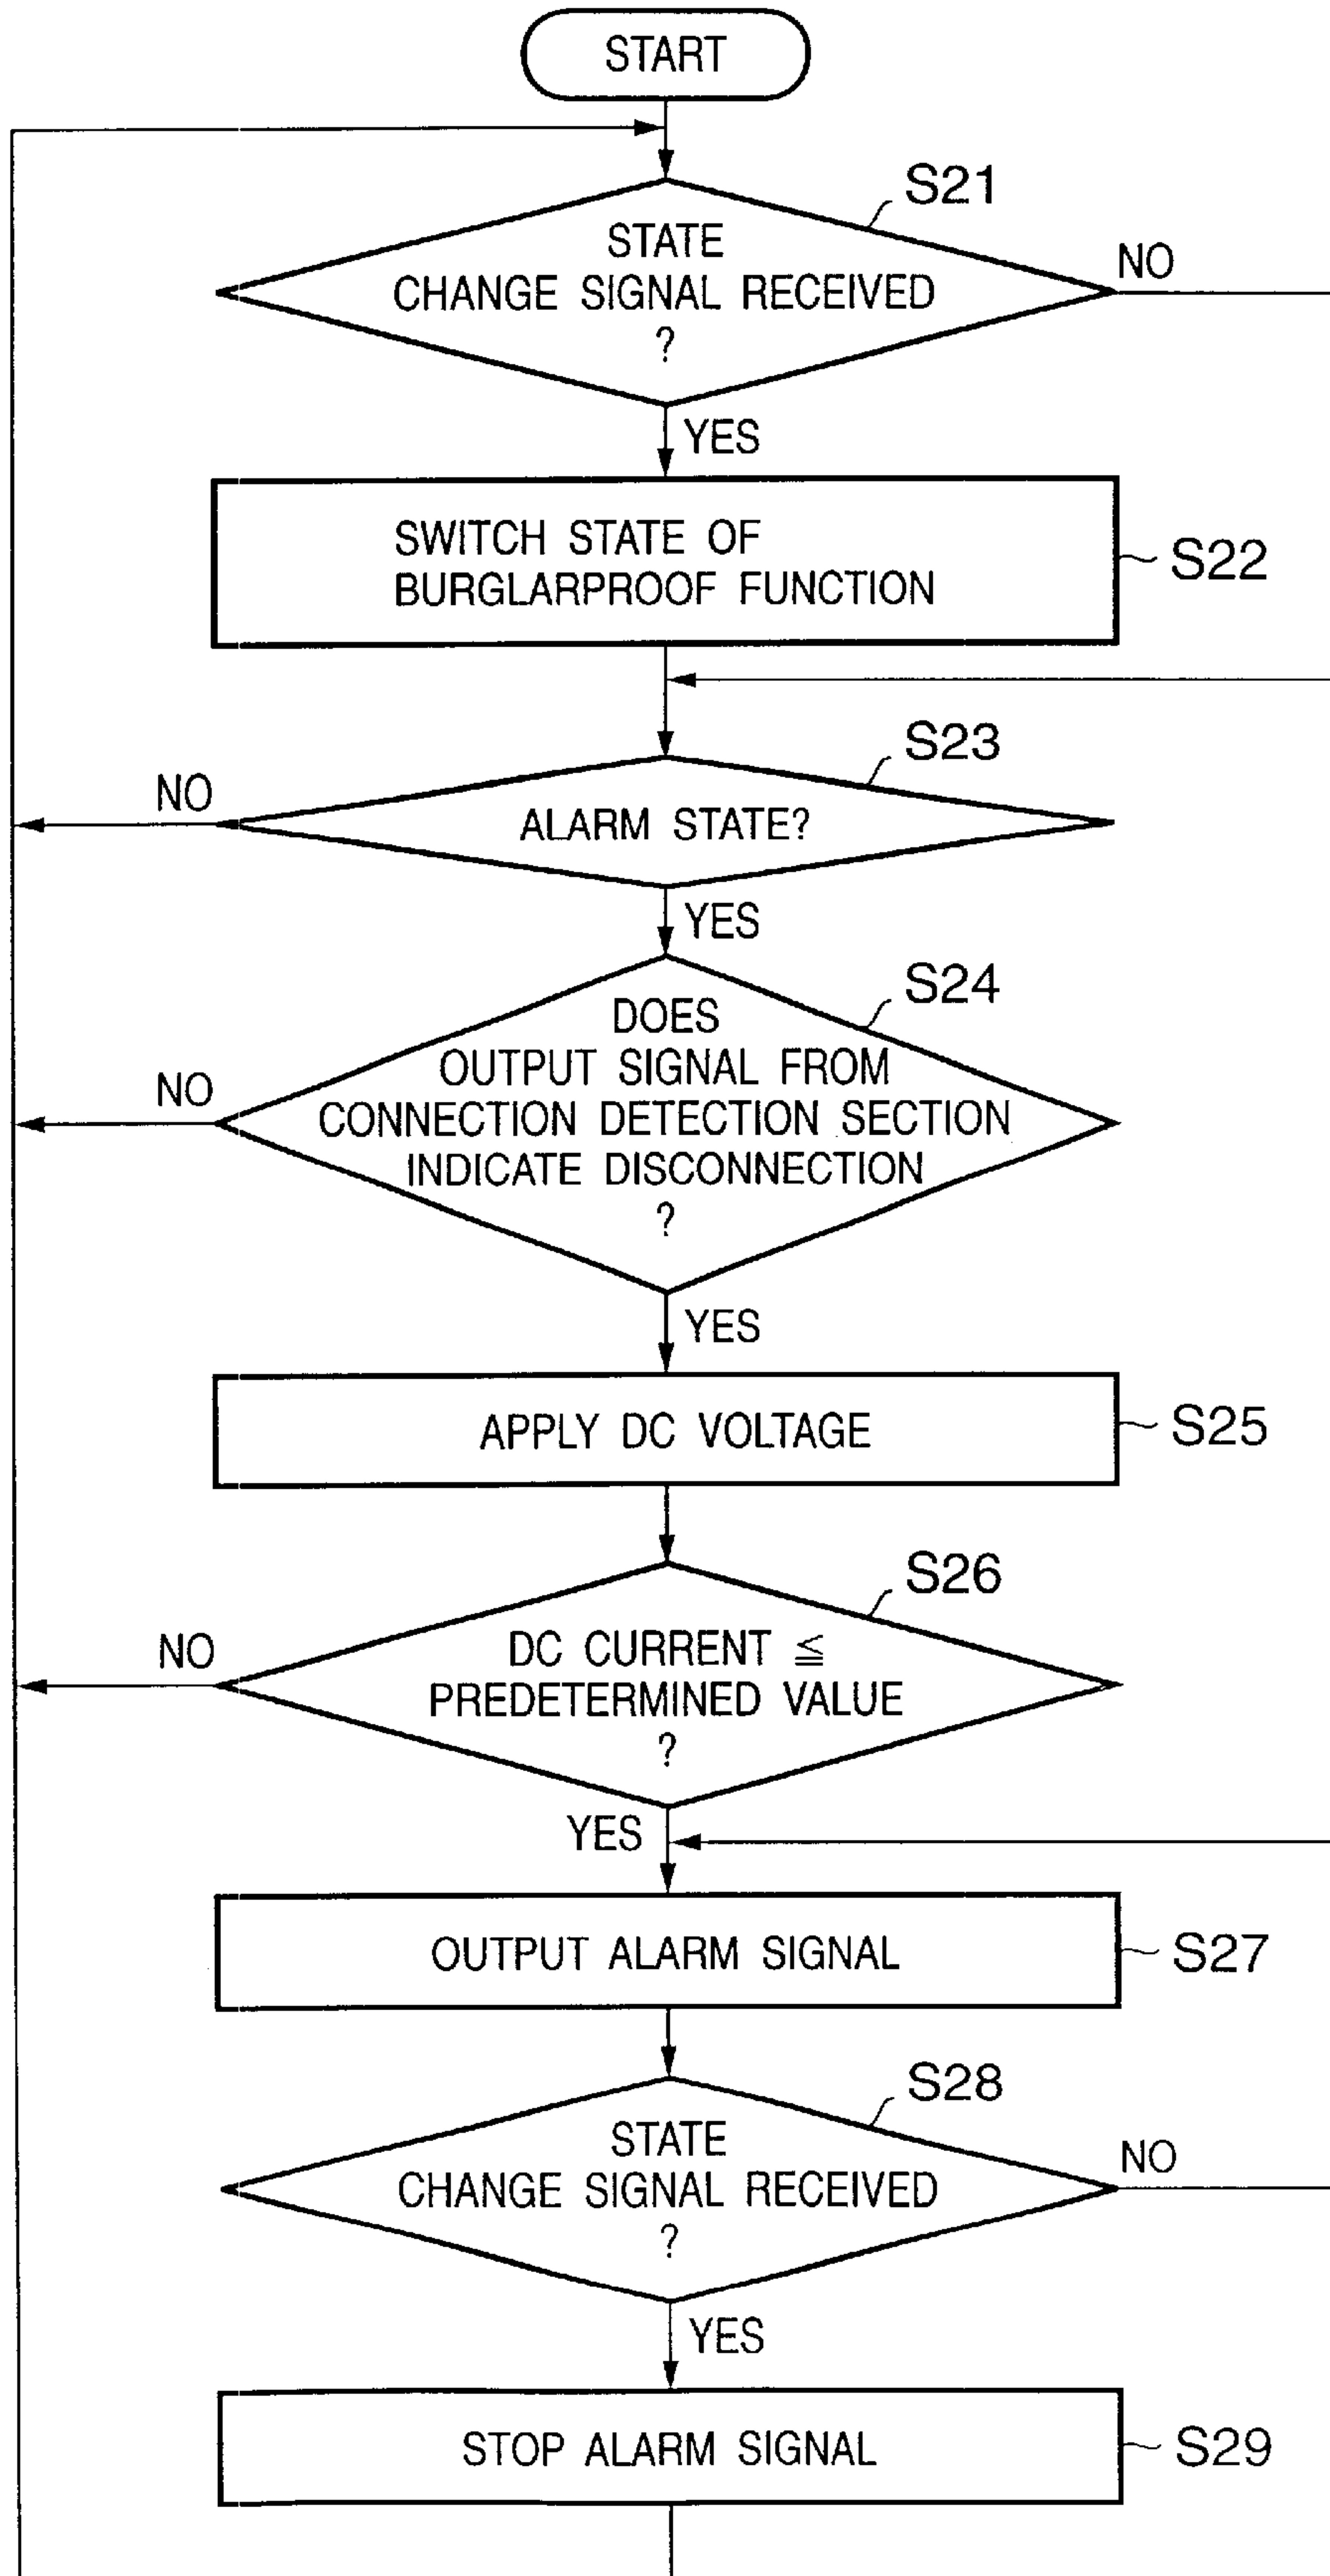 START
S21
STATE
CHANGE SIGNAL RECEIVED
?
NO
YES
SWITCH STATE OF
BURGLARPROOF FUNCTION
S22
S23
NO
ALARM STATE?
YES
S24
DOES
OUTPUT SIGNAL FROM
CONNECTION DETECTION SECTION
INDICATE DISCONNECTION
?
NO
YES
APPLY DC VOLTAGE
S25
S26
NO
DC CURRENT ≦
PREDETERMINED VALUE
?
YES
OUTPUT ALARM SIGNAL
S27
S28
STATE
CHANGE SIGNAL RECEIVED
?
NO
YES
STOP ALARM SIGNAL
S29